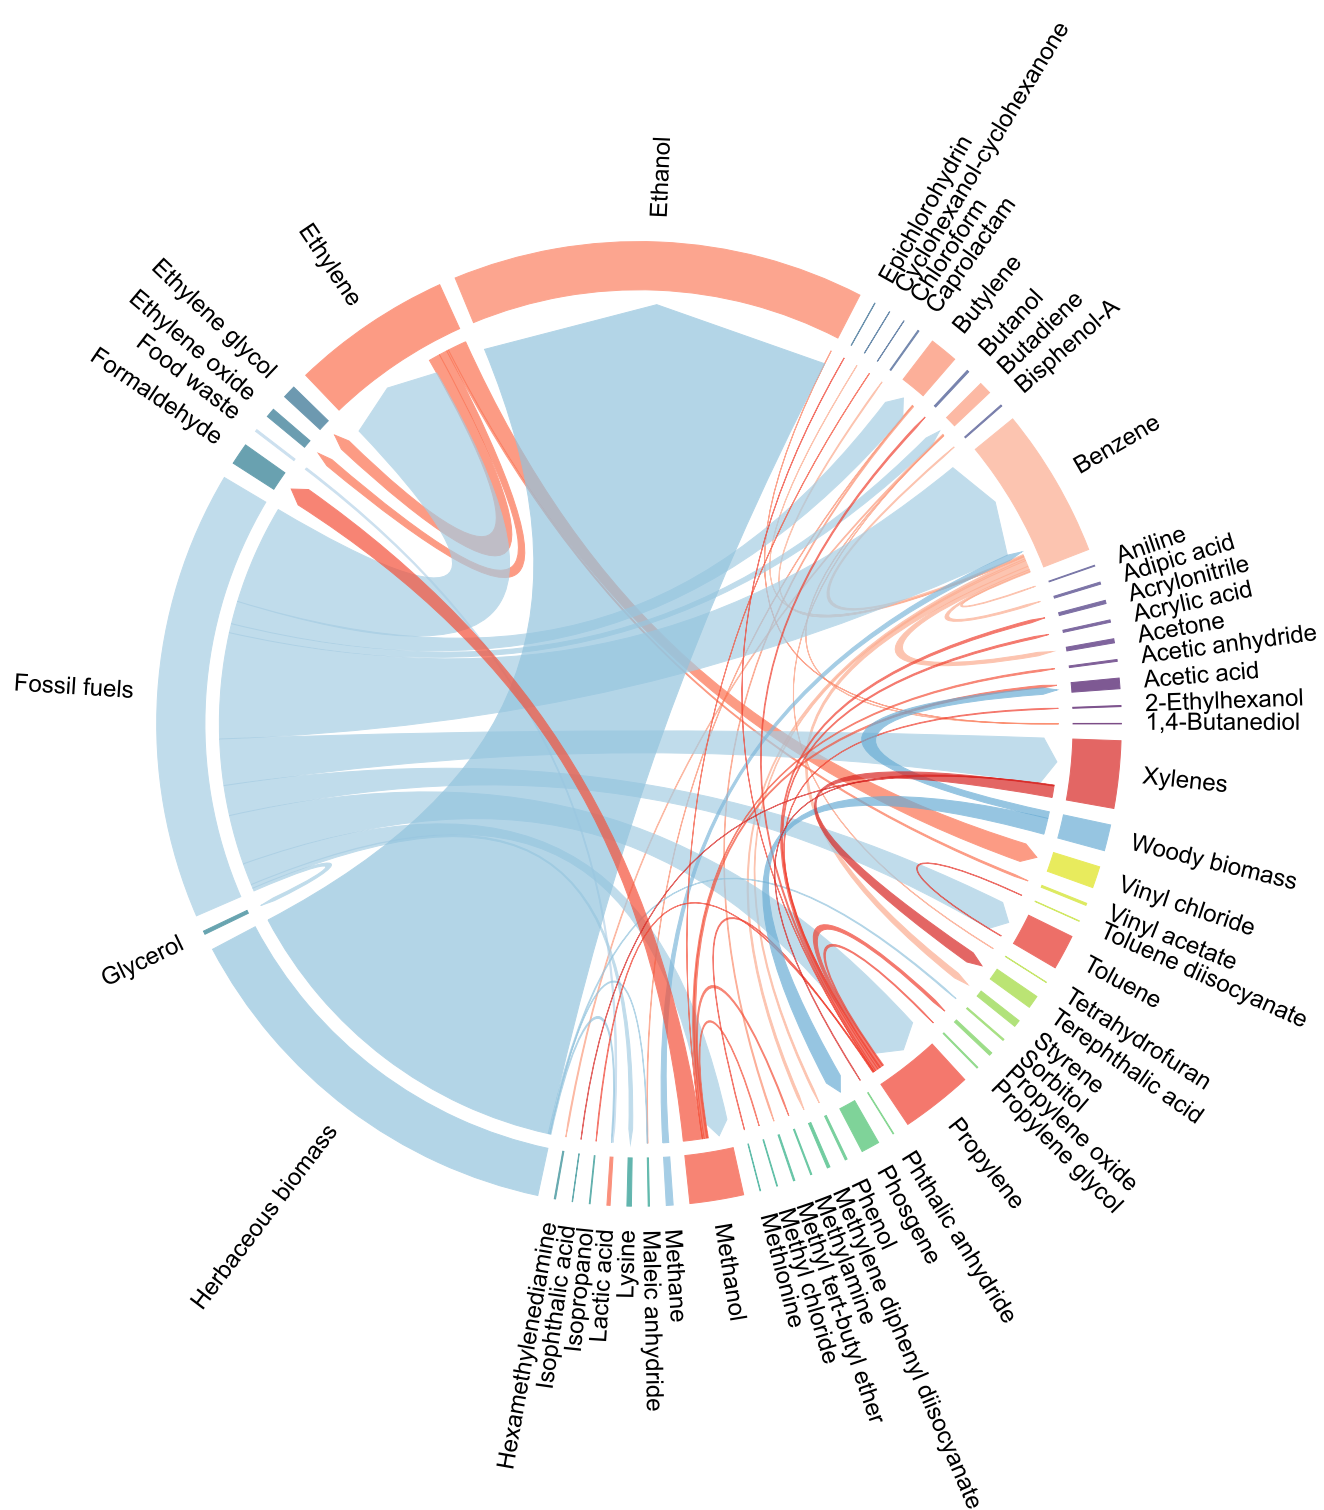 Ethanol
Epichlorohydrin
Cyclohexanol-cyclohexanone
Chloroform
Caprolactam
Butylene
Butanol
Butadiene
Bisphenol-A
Benzene
Aniline
Adipic acid
Acrylonitrile
Acrylic acid
Acetone
Acetic anhydride
Acetic acid
2-Ethylhexanol
1,4-Butanediol
Xylenes
Woody biomass
Vinyl chloride
Vinyl acetate
Toluene diisocyanate
Toluene
Tetrahydrofuran
Terephthalic acid
Styrene
Sorbitol
Propylene oxide
Propylene glycol
Propylene
Phthalic anhydride
Phosgene
Phenol
Methylene diphenyl diisocyanate
Methylamine
Methyl tert-butyl ether
Methyl chloride
Methionine
Methanol
Methane
Maleic anhydride
Lysine
Lactic acid
Isopropanol
Isophthalic acid
Hexamethylenediamine
Herbaceous biomass
Glycerol
Fossil fuels
Formaldehyde
Food waste
Ethylene oxide
Ethylene glycol
Ethylene